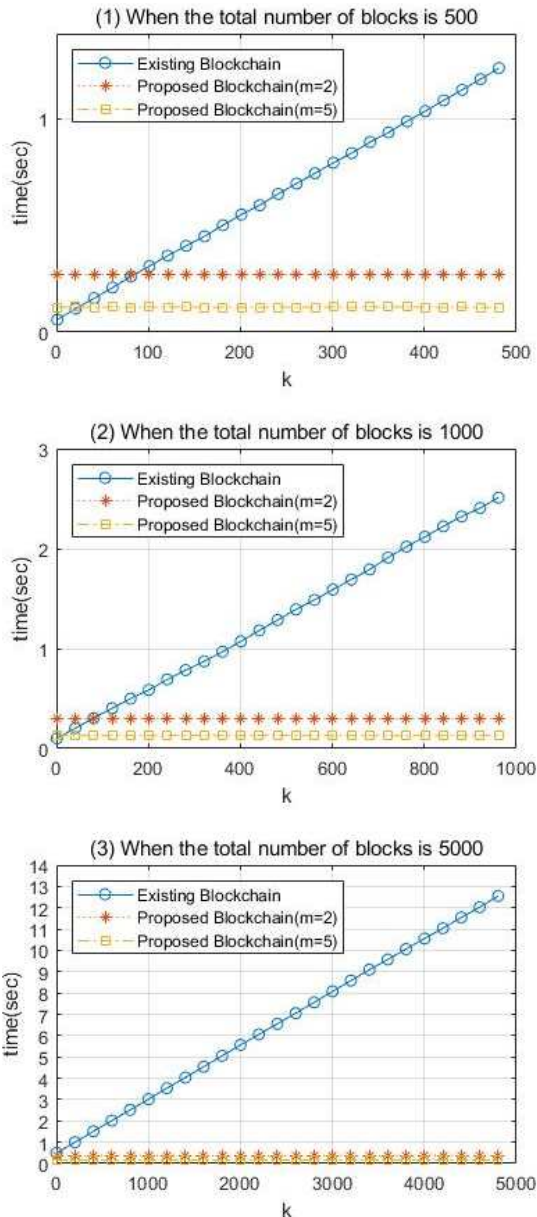 (1) When the total number of blocks is 500
Existing Blockchain
Proposed Blockchain(m=2)
Proposed Blockchain(m=5)
1
0
time(sec)
0 100 200 300 400 500
k
(2) When the total number of blocks is 1000
3
Existing Blockchain
Proposed Blockchain(m=2)
Proposed Blockchain(m=5)
2
1
0
time(sec)
0 200 400 600 800 1000
k
(3) When the total number of blocks is 5000
14
13
12
11
10
9
8
7
6
5
4
3
2
1
0
Existing Blockchain
Proposed Blockchain(m=2)
Proposed Blockchain(m=5)
time(sec)
0 1000 2000 3000 4000 5000
k